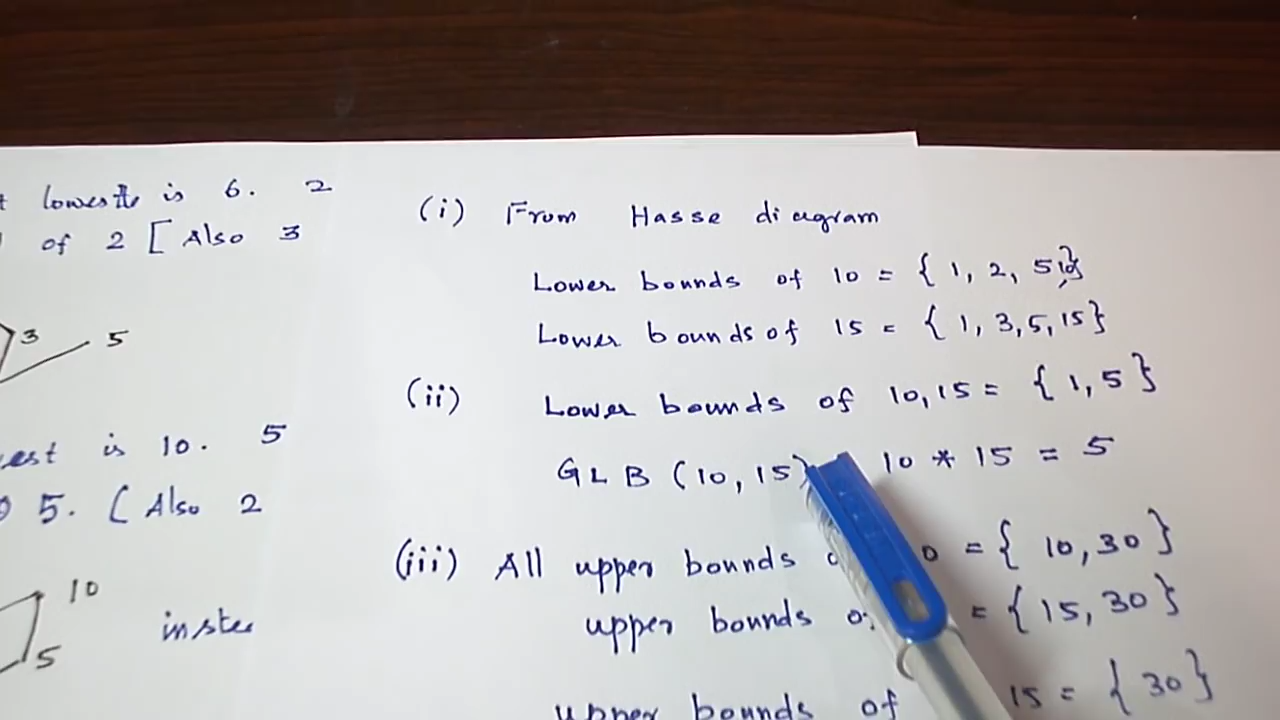 lowest is 6. 2
of 2 [ Also 3
3
5
est is 10. 5
5. ( Also 2
10
5
inste
(i) From Hasse diagram
Lower bounds of 10 = { 1, 2, 5, 10}
Lower bounds of 15 = { 1, 3, 5, 15}
(ii) Lower bounds of 10, 15 = { 1, 5 }
GLB (10, 15) 10 * 15 = 5
(iii) All upper bounds 0 = { 10, 30 }
upper bounds of = { 15, 30 }
upper bounds of 15 = { 30 }